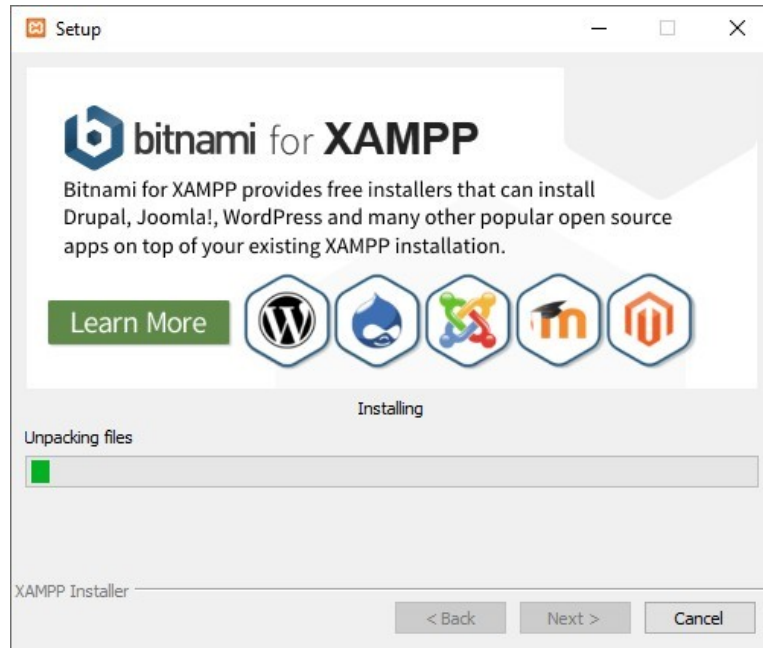 Setup
bitnami for XAMPP
Bitnami for XAMPP provides free installers that can install
Drupal, Joomla!, WordPress and many other popular open source
apps on top of your existing XAMPP installation.
Learn More
Installing
Unpacking files
XAMPP Installer
< Back Next > Cancel